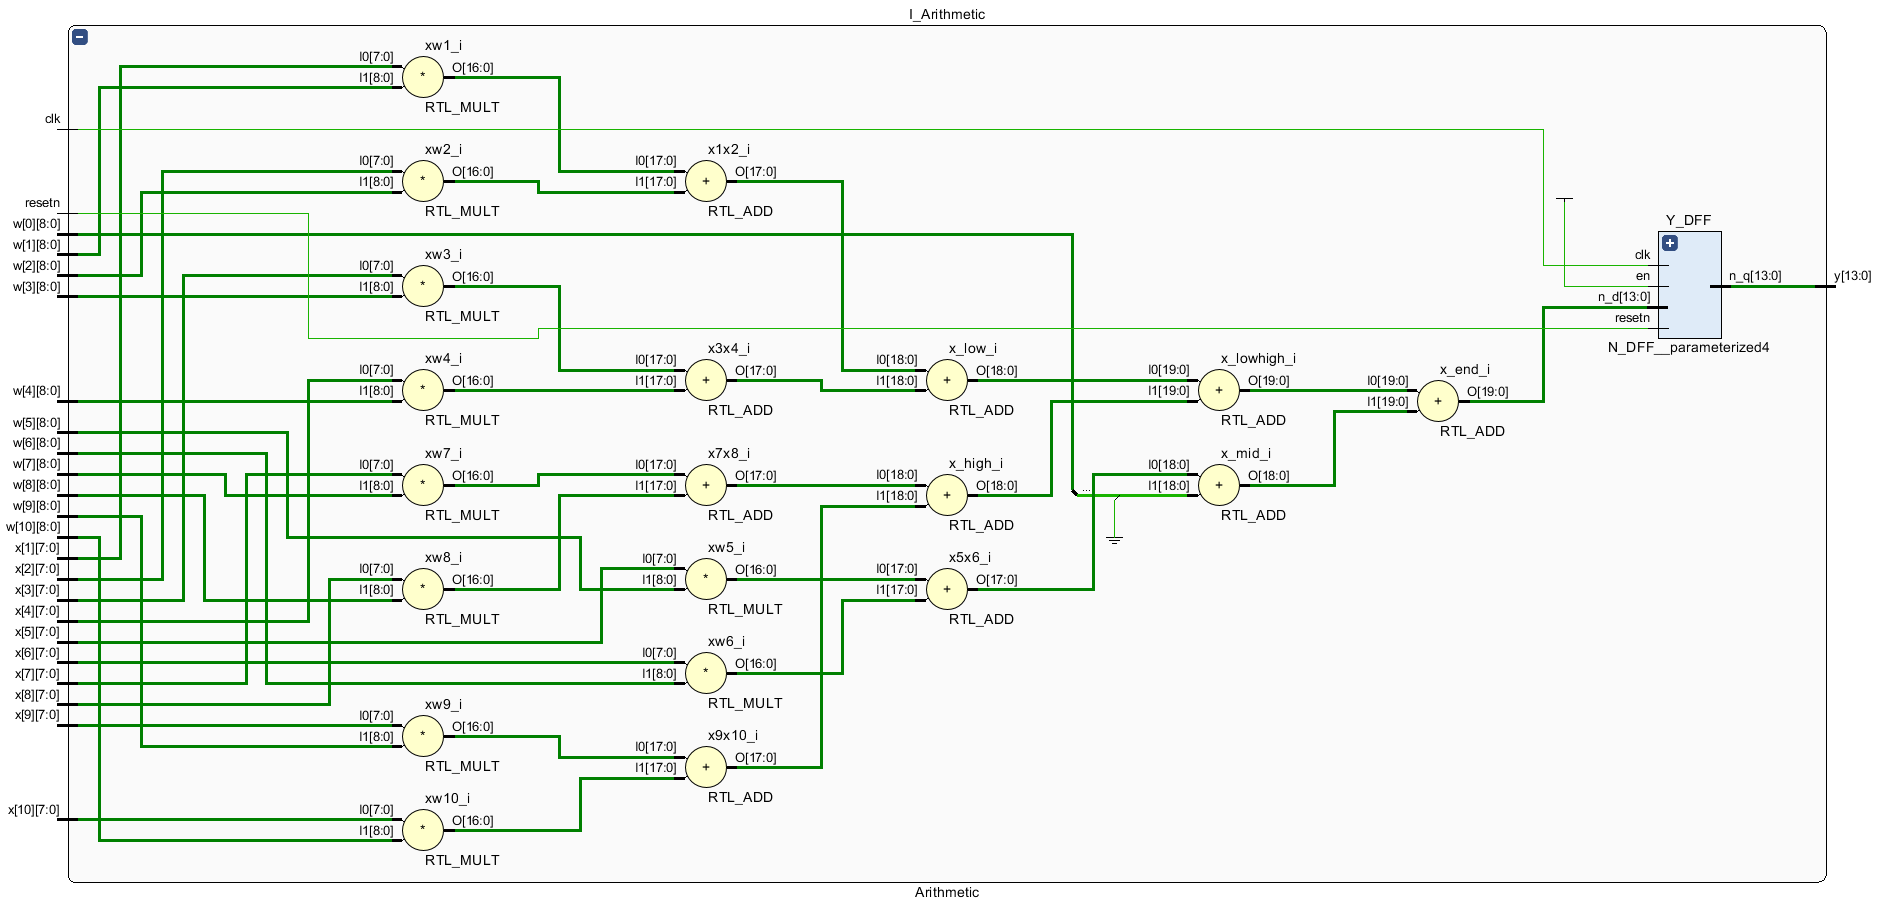 I_Arithmetic
xw1_i
I0[7:0]
O[16:0]
I1[8:0]
RTL_MULT
clk
xw2_i
x1x2_i
I0[7:0]
O[16:0]
I0[17:0]
O[17:0]
I1[8:0]
I1[17:0]
RTL_MULT
RTL_ADD
resetn
w[0][8:0]
w[1][8:0]
w[2][8:0]
w[3][8:0]
Y_DFF
clk
en
n_d[13:0]
resetn
n_q[13:0]
y[13:0]
N_DFF__parameterized4
xw3_i
I0[7:0]
O[16:0]
I1[8:0]
RTL_MULT
xw4_i
x3x4_i
x_low_i
x_lowhigh_i
x_end_i
I0[7:0]
O[16:0]
I1[8:0]
RTL_MULT
I0[17:0]
O[17:0]
I1[17:0]
RTL_ADD
I0[18:0]
O[18:0]
I1[18:0]
RTL_ADD
I0[19:0]
O[19:0]
I1[19:0]
RTL_ADD
I0[19:0]
O[19:0]
I1[19:0]
RTL_ADD
w[4][8:0]
w[5][8:0]
w[6][8:0]
w[7][8:0]
w[8][8:0]
w[9][8:0]
w[10][8:0]
x[1][7:0]
x[2][7:0]
x[3][7:0]
x[4][7:0]
x[5][7:0]
x[6][7:0]
x[7][7:0]
x[8][7:0]
x[9][7:0]
x[10][7:0]
xw7_i
x7x8_i
x_high_i
x_mid_i
I0[7:0]
O[16:0]
I1[8:0]
RTL_MULT
I0[17:0]
O[17:0]
I1[17:0]
RTL_ADD
I0[18:0]
O[18:0]
I1[18:0]
RTL_ADD
...
I0[18:0]
O[18:0]
I1[18:0]
RTL_ADD
xw8_i
xw5_i
x5x6_i
I0[7:0]
O[16:0]
I1[8:0]
RTL_MULT
I0[7:0]
O[16:0]
I1[8:0]
RTL_MULT
I0[17:0]
O[17:0]
I1[17:0]
RTL_ADD
xw6_i
I0[7:0]
O[16:0]
I1[8:0]
RTL_MULT
xw9_i
x9x10_i
I0[7:0]
O[16:0]
I1[8:0]
RTL_MULT
I0[17:0]
O[17:0]
I1[17:0]
RTL_ADD
xw10_i
I0[7:0]
O[16:0]
I1[8:0]
RTL_MULT
Arithmetic